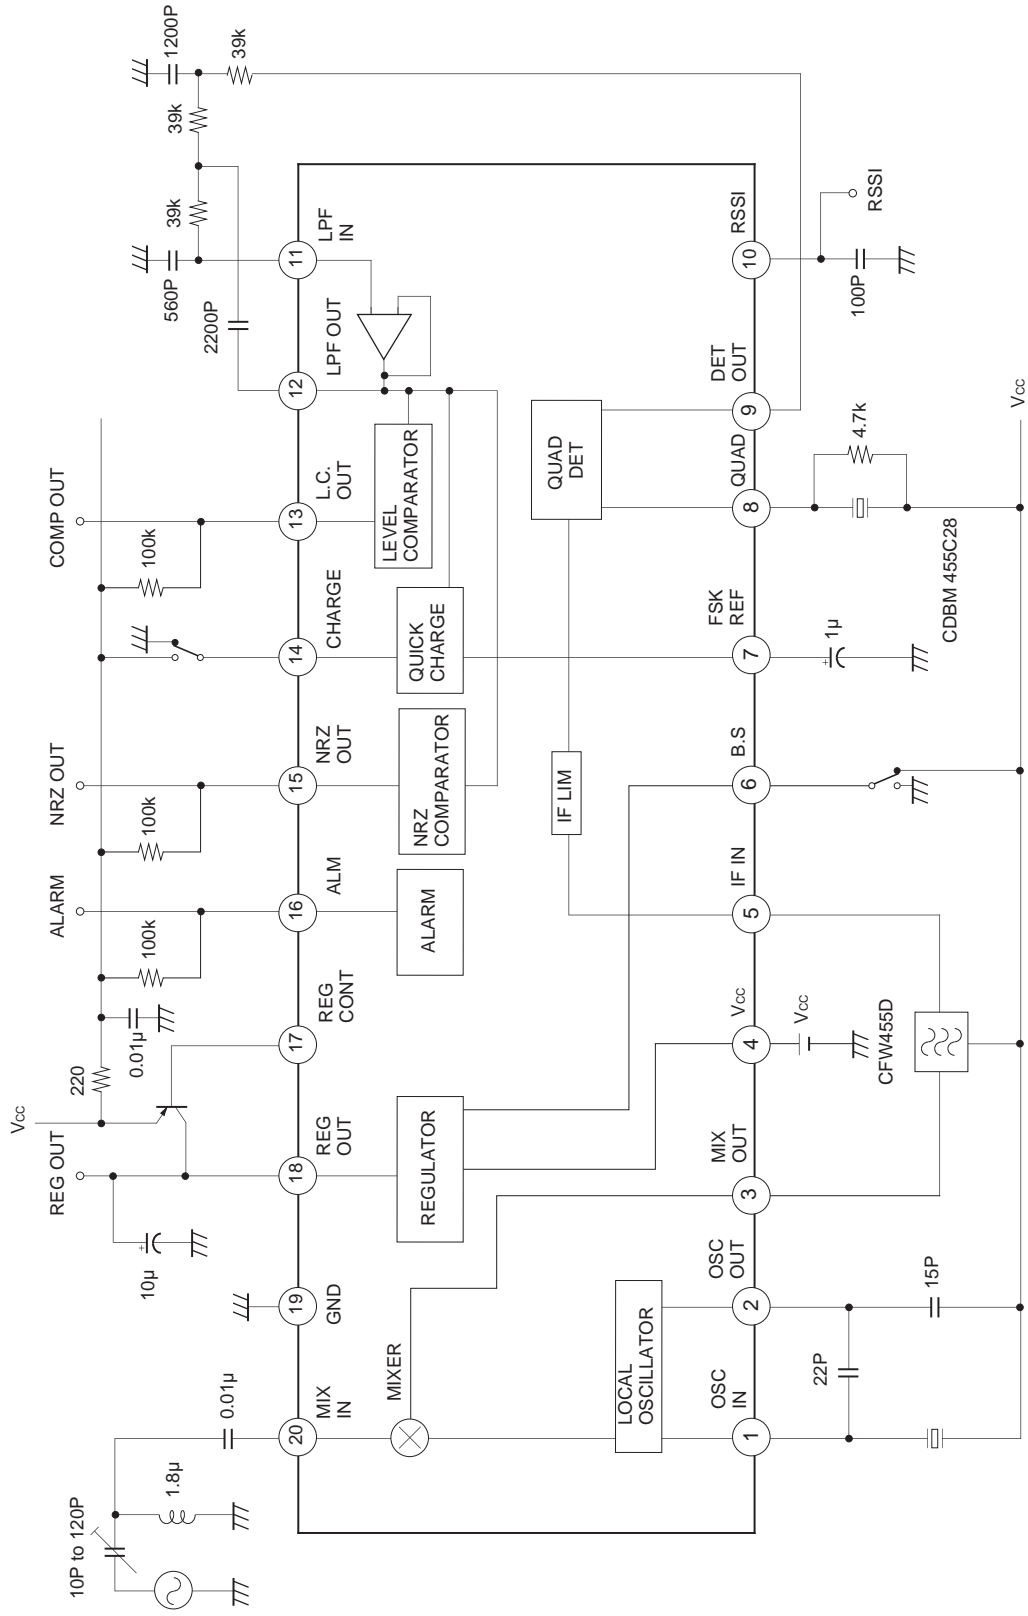 10P to 120P
1.8µ
0.01µ
10µ
REG OUT
Vcc
220
0.01µ
ALARM
100k
NRZ OUT
100k
COMP OUT
100k
2200P
560P
39k
39k
1200P
39k
20
MIX
IN
19
GND
18
REG
OUT
17
REG
CONT
16
ALM
15
NRZ
OUT
14
CHARGE
13
L.C.
OUT
12
LPF OUT
11
LPF
IN
MIXER
REGULATOR
ALARM
NRZ
COMPARATOR
QUICK
CHARGE
LEVEL
COMPARATOR
LOCAL
OSCILLATOR
IF LIM
QUAD
DET
OSC
IN
1
OSC
OUT
2
MIX
OUT
3
Vcc
4
IF IN
5
B.S
6
FSK
REF
7
QUAD
8
DET
OUT
9
RSSI
10
22P
15P
Vcc
CFW455D
1µ
4.7k
CDBM 455C28
100P
RSSI
Vcc